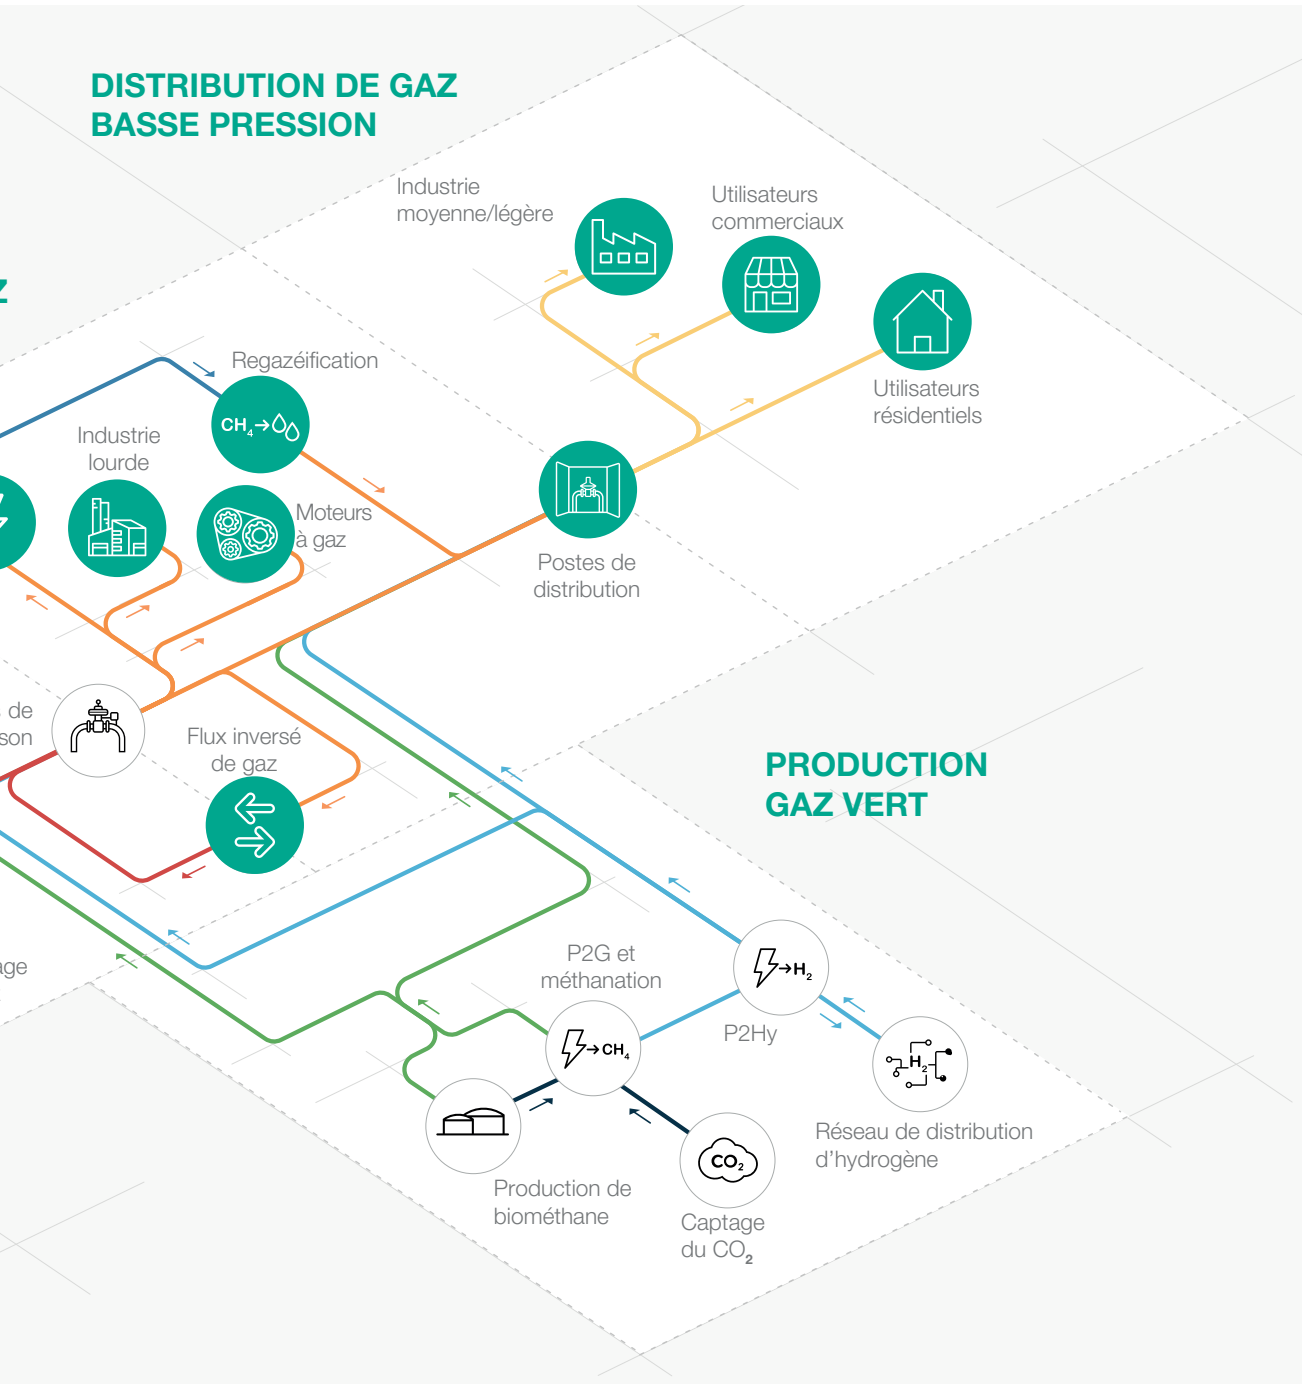 DISTRIBUTION DE GAZ
BASSE PRESSION
Industrie
moyenne/légère
Utilisateurs
commerciaux
Z
Regazéification
CH4→
Utilisateurs
résidentiels
Industrie
lourde
Moteurs
à gaz
Postes de
distribution
de
son
Flux inversé
de gaz
PRODUCTION
GAZ VERT
age
P2G et
méthanation
→H2
→CH4
P2Hy
H2
CO2
Réseau de distribution
d'hydrogène
Production de
biométhane
Captage
du CO2